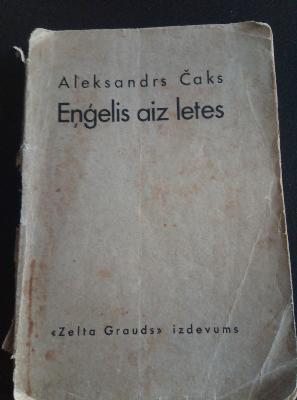 Aleksandrs Čaks
Eņģelis aiz letes
«Zelta Grauds» izdevums